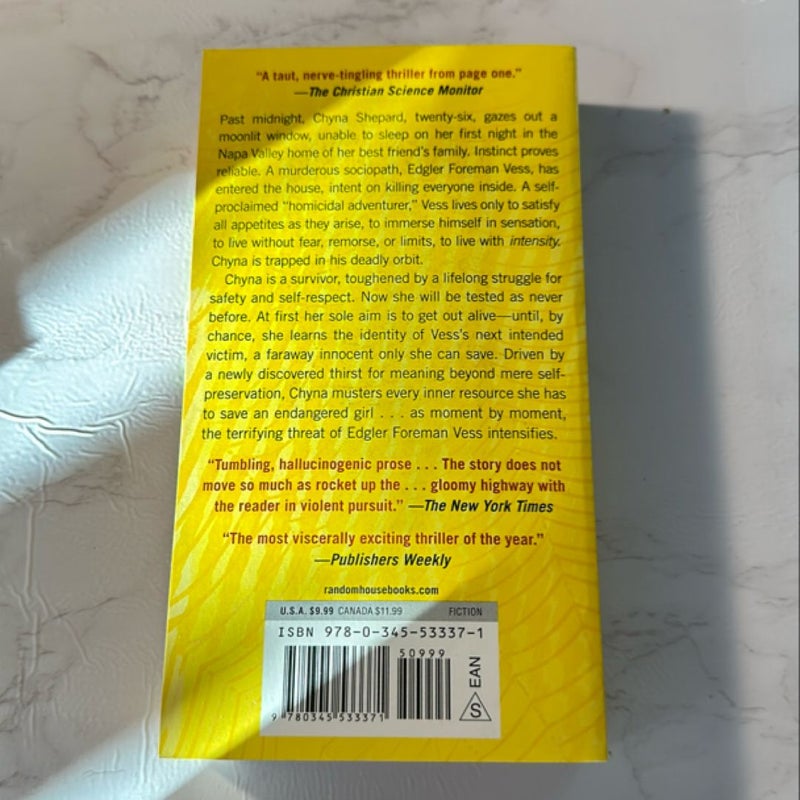 “A taut, nerve-tingling thriller from page one.”
—The Christian Science Monitor
Past midnight, Chyna Shepard, twenty-six, gazes out a
moonlit window, unable to sleep on her first night in the
Napa Valley home of her best friend’s family. Instinct proves
reliable. A murderous sociopath, Edgler Foreman Vess, has
entered the house, intent on killing everyone inside. A self-
proclaimed “homicidal adventurer,” Vess lives only to satisfy
all appetites as they arise, to immerse himself in sensation,
to live without fear, remorse, or limits, to live with intensity.
Chyna is trapped in his deadly orbit.
Chyna is a survivor, toughened by a lifelong struggle for
safety and self-respect. Now she will be tested as never
before. At first her sole aim is to get out alive—until, by
chance, she learns the identity of Vess’s next intended
victim, a faraway innocent only she can save. Driven by
a newly discovered thirst for meaning beyond mere self-
preservation, Chyna musters every inner resource she has
to save an endangered girl . . . as moment by moment,
the terrifying threat of Edgler Foreman Vess intensifies.
“Tumbling, hallucinogenic prose . . . The story does not
move so much as rocket up the . . . gloomy highway with
the reader in violent pursuit.” —The New York Times
“The most viscerally exciting thriller of the year.”
—Publishers Weekly
randomhousebooks.com
U.S.A. $9.99 CANADA $11.99 FICTION
ISBN 978-0-345-53337-1
50999
9 780345 533371
S EAN